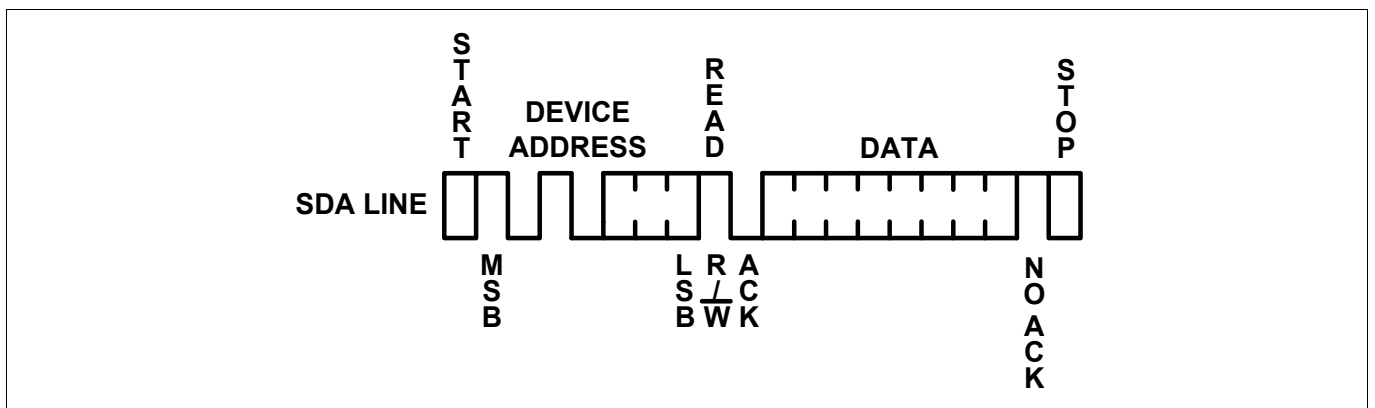 START
DEVICE
ADDRESS
READ
DATA
STOP
SDA LINE
MSB
LSB
R/W
ACK
NO ACK